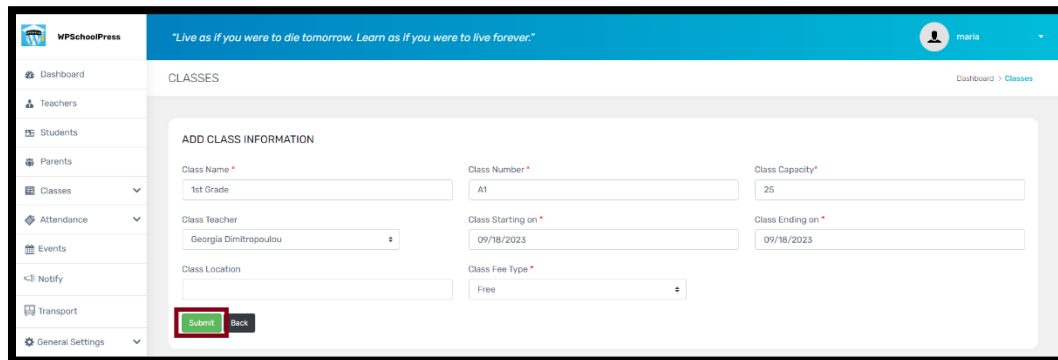 WPSchoolPress
"Live as if you were to die tomorrow. Learn as if you were to live forever."
maria
Dashboard
CLASSES
Dashboard > Classes
Teachers
Students
Parents
Classes
Attendance
Events
Notify
Transport
General Settings
ADD CLASS INFORMATION
Class Name * Class Number * Class Capacity*
1st Grade A1 25
Class Teacher Class Starting on * Class Ending on *
Georgia Dimitropoulou 09/18/2023 09/18/2023
Class Location Class Fee Type *
Free
Submit Back